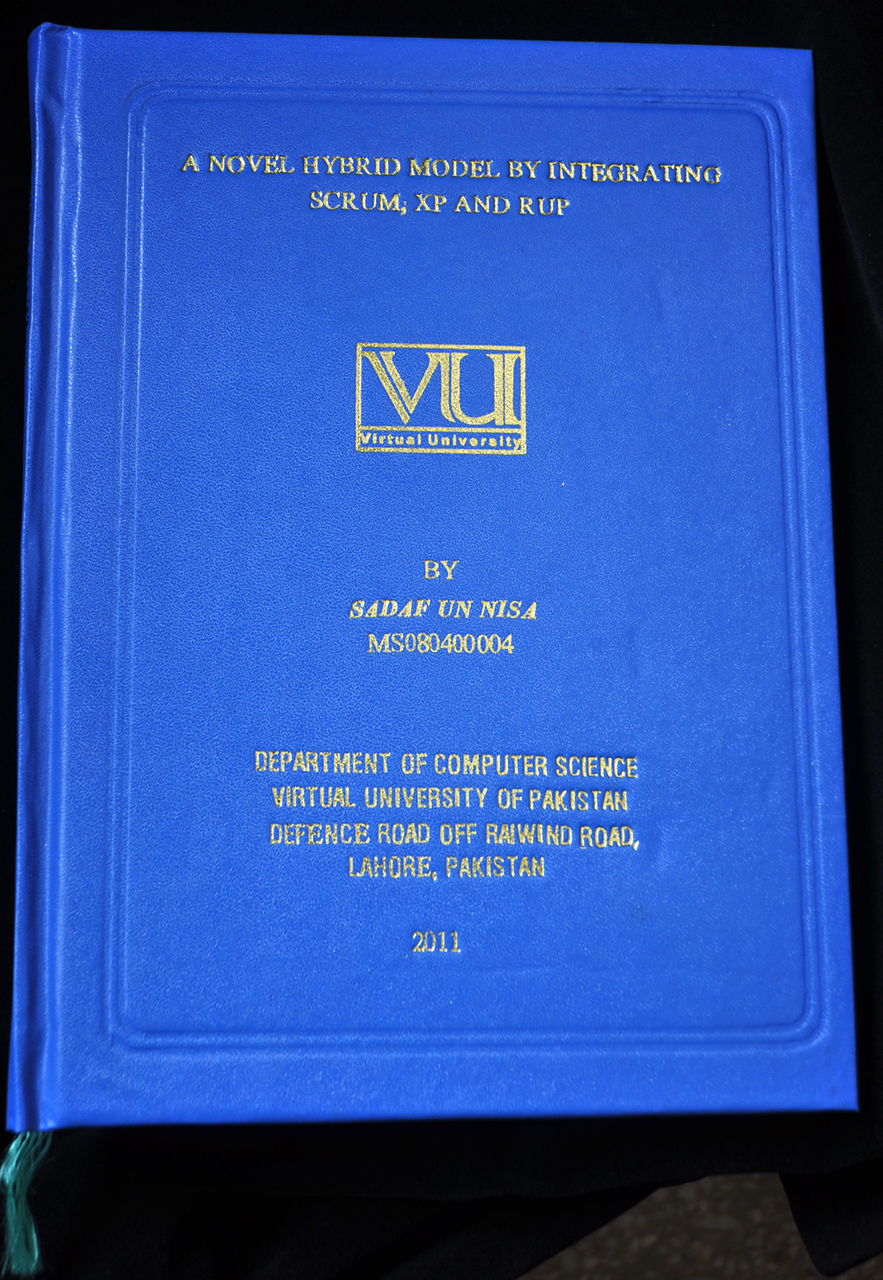 A NOVEL HYBRID MODEL BY INTEGRATING
SCRUM, XP AND RUP
VU
Virtual University
BY
SADAF UN NISA
MS080400004
DEPARTMENT OF COMPUTER SCIENCE
VIRTUAL UNIVERSITY OF PAKISTAN
DEFENCE ROAD OFF RAIWIND ROAD,
LAHORE, PAKISTAN
2011